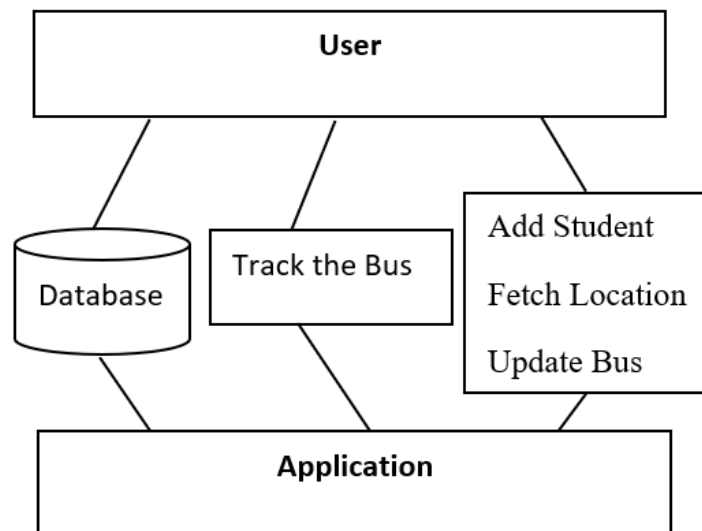 User
Database
Track the Bus
Add Student
Fetch Location
Update Bus
Application